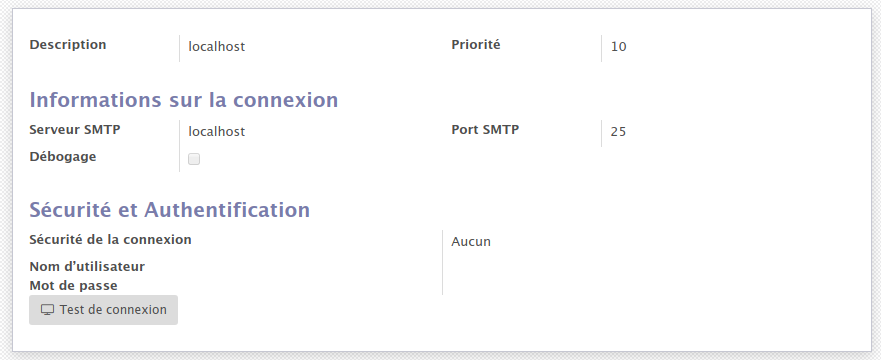 Description localhost Priorité 10
Informations sur la connexion
Serveur SMTP localhost Port SMTP 25
Débogage
Sécurité et Authentification
Sécurité de la connexion Aucun
Nom d’utilisateur
Mot de passe
Test de connexion